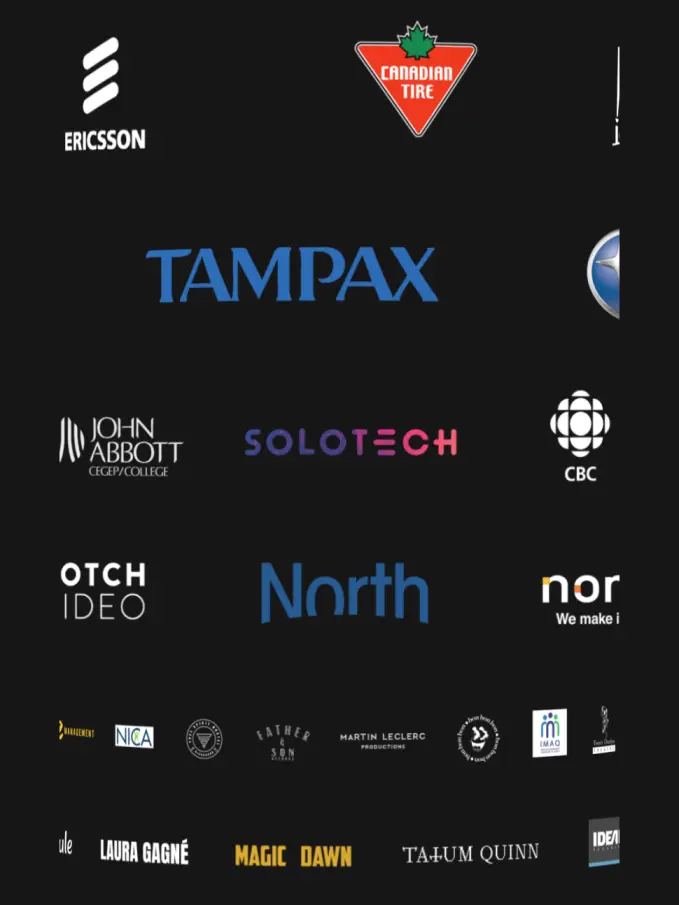 ERICSSON
CANADIAN
TIRE
TAMPAX
JOHN
ABBOTT
CEGEP/COLLEGE
SOLOTECH
CBC
OTCH
IDEO
North
nor
We make i
MANAGEMENT
NICA
FATHER
&
SON
RECORDS
MARTIN LECLERC
PRODUCTIONS
IMAQ
ule
LAURA GAGNÉ
MAGIC DAWN
TATUM QUINN
IDEA